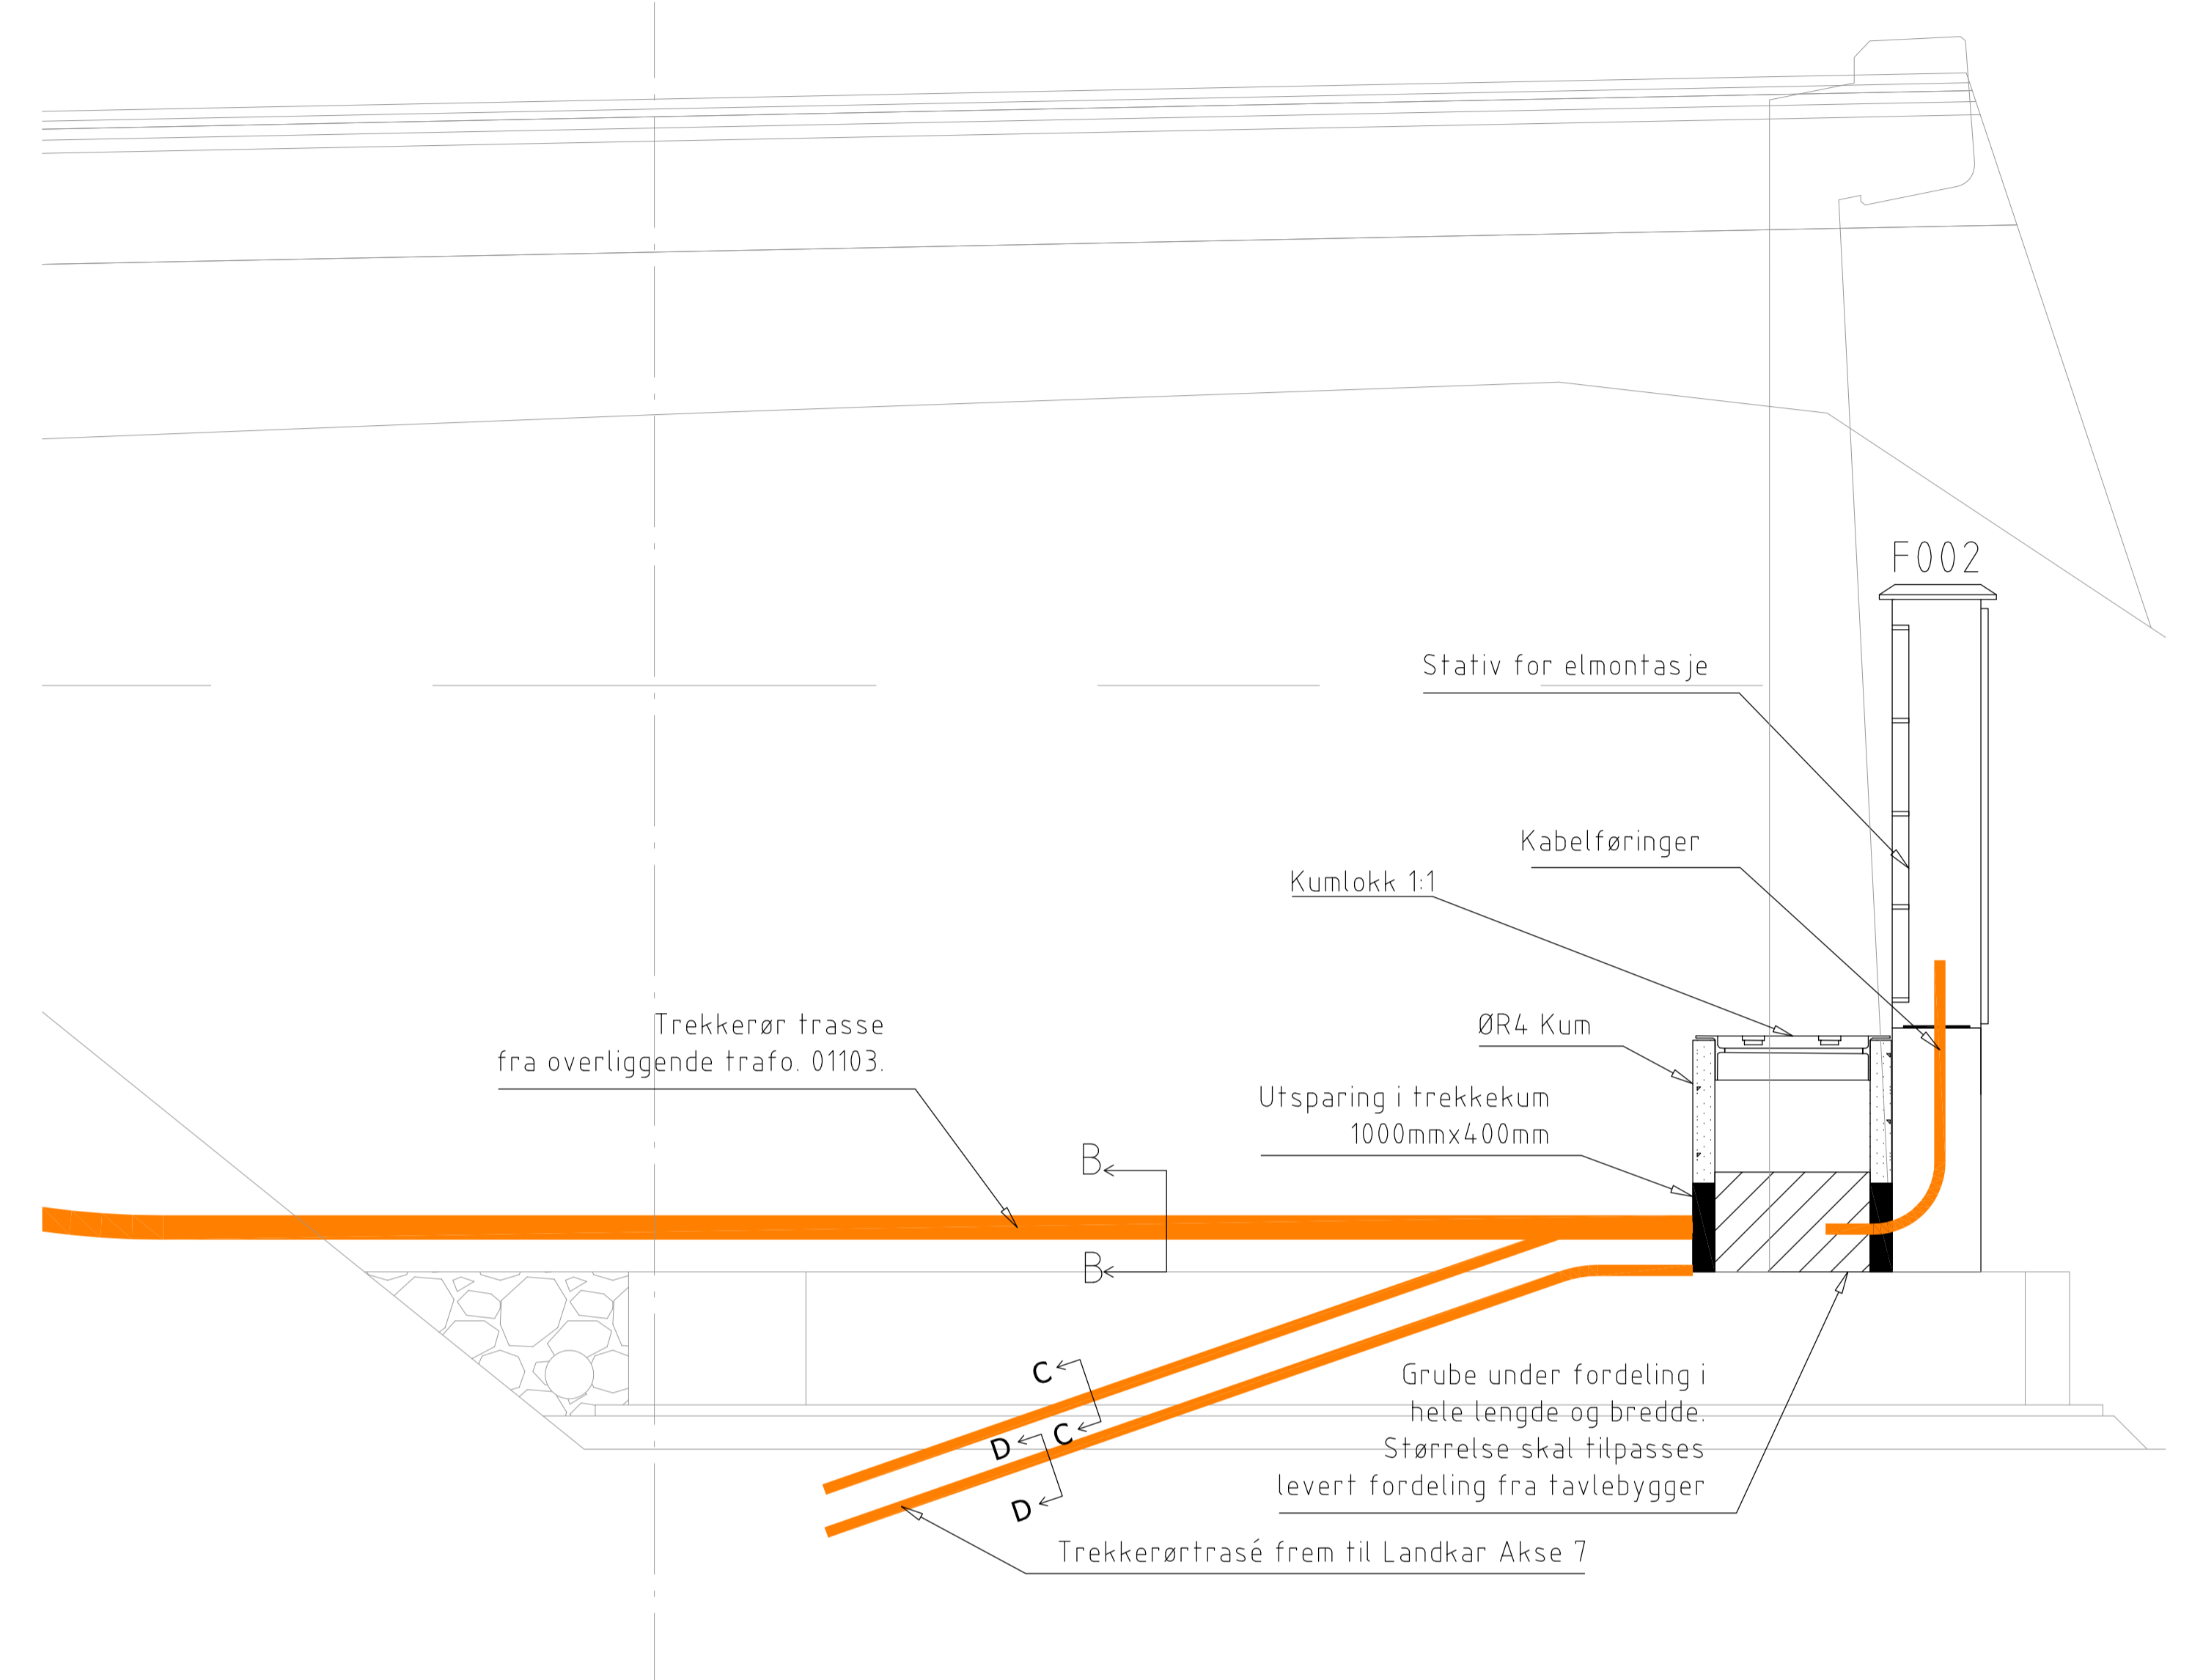 F002
Stativ for elmontasje
Kabelføringer
Kumlokk 1:1
Trekkerør trasse
fra overliggende trafo. 01103.
ØR4 Kum
Utsparing i trekkekum
1000mmx400mm
B
B
C
C
D
D
Grube under fordeling i
hele lengde og bredde.
Størrelse skal tilpasses
levert fordeling fra tavlebygger
Trekkerørtrasé frem til Landkar Akse 7